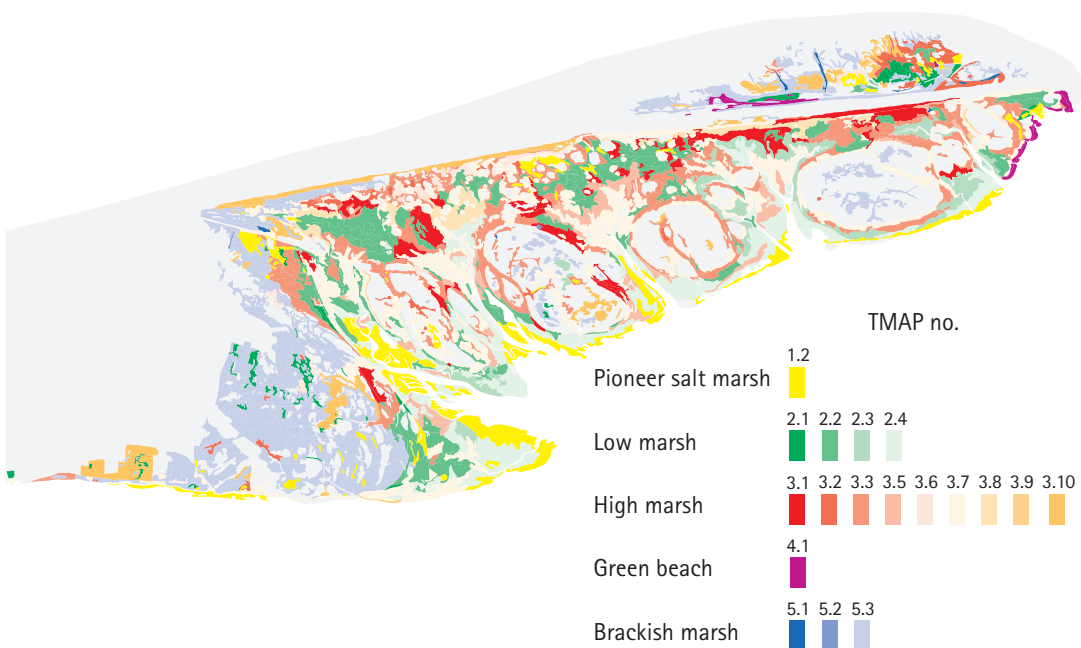 TMAP no.
1.2
Pioneer salt marsh
2.1 2.2 2.3 2.4
Low marsh
3.1 3.2 3.3 3.5 3.6 3.7 3.8 3.9 3.10
High marsh
4.1
Green beach
5.1 5.2 5.3
Brackish marsh